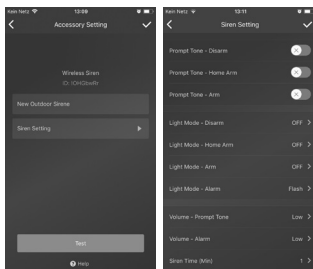 Kein Netz
13:09
Accessory Setting
Wireless Siren
New Outdoor Sirene
Siren Setting
Test
Help
Kein Netz
13:11
Siren Setting
Prompt Tone - Disarm
Prompt Tone - Home Arm
Prompt Tone - Arm
Light Mode - Disarm OFF
Light Mode - Home Arm OFF
Light Mode - Arm OFF
Light Mode - Alarm Flash
Volume - Prompt Tone Low
Volume - Alarm Low
Siren Time (Min) 1